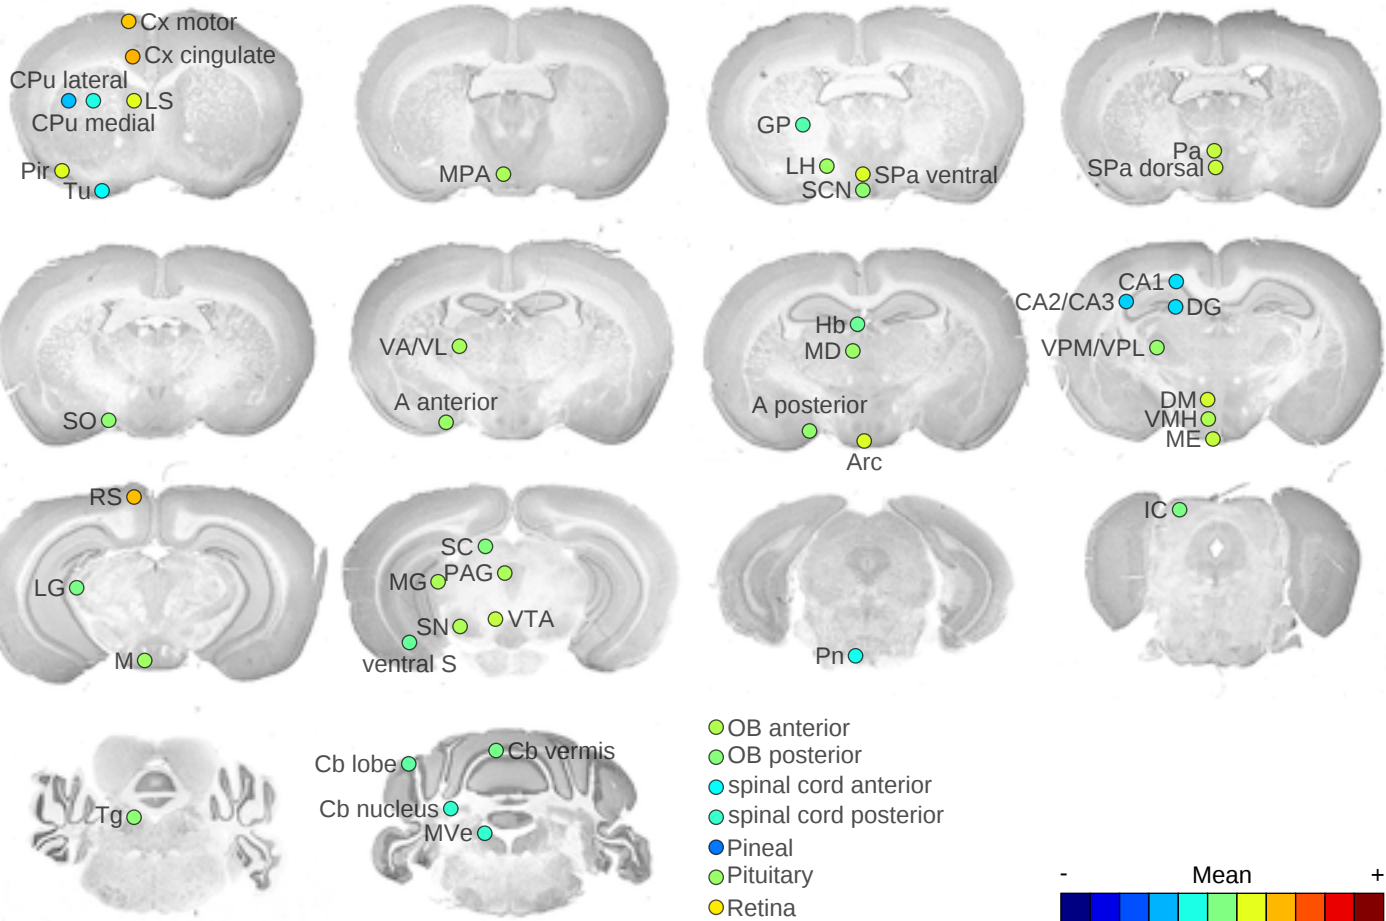 Cx motor
Cx cingulate
CPu lateral
LS
CPu medial
Pir
Tu
MPA
GP
LH
SPa ventral
SCN
Pa
SPa dorsal
SO
VA/VL
A anterior
Hb
MD
A posterior
Arc
CA1
CA2/CA3
DG
VPM/VPL
DM
VMH
ME
RS
LG
M
SC
MG
PAG
SN
VTA
ventral S
Pn
IC
Tg
Cb lobe
Cb vermis
Cb nucleus
MVe
OB anterior
OB posterior
spinal cord anterior
spinal cord posterior
Pineal
Pituitary
Retina
- Mean +